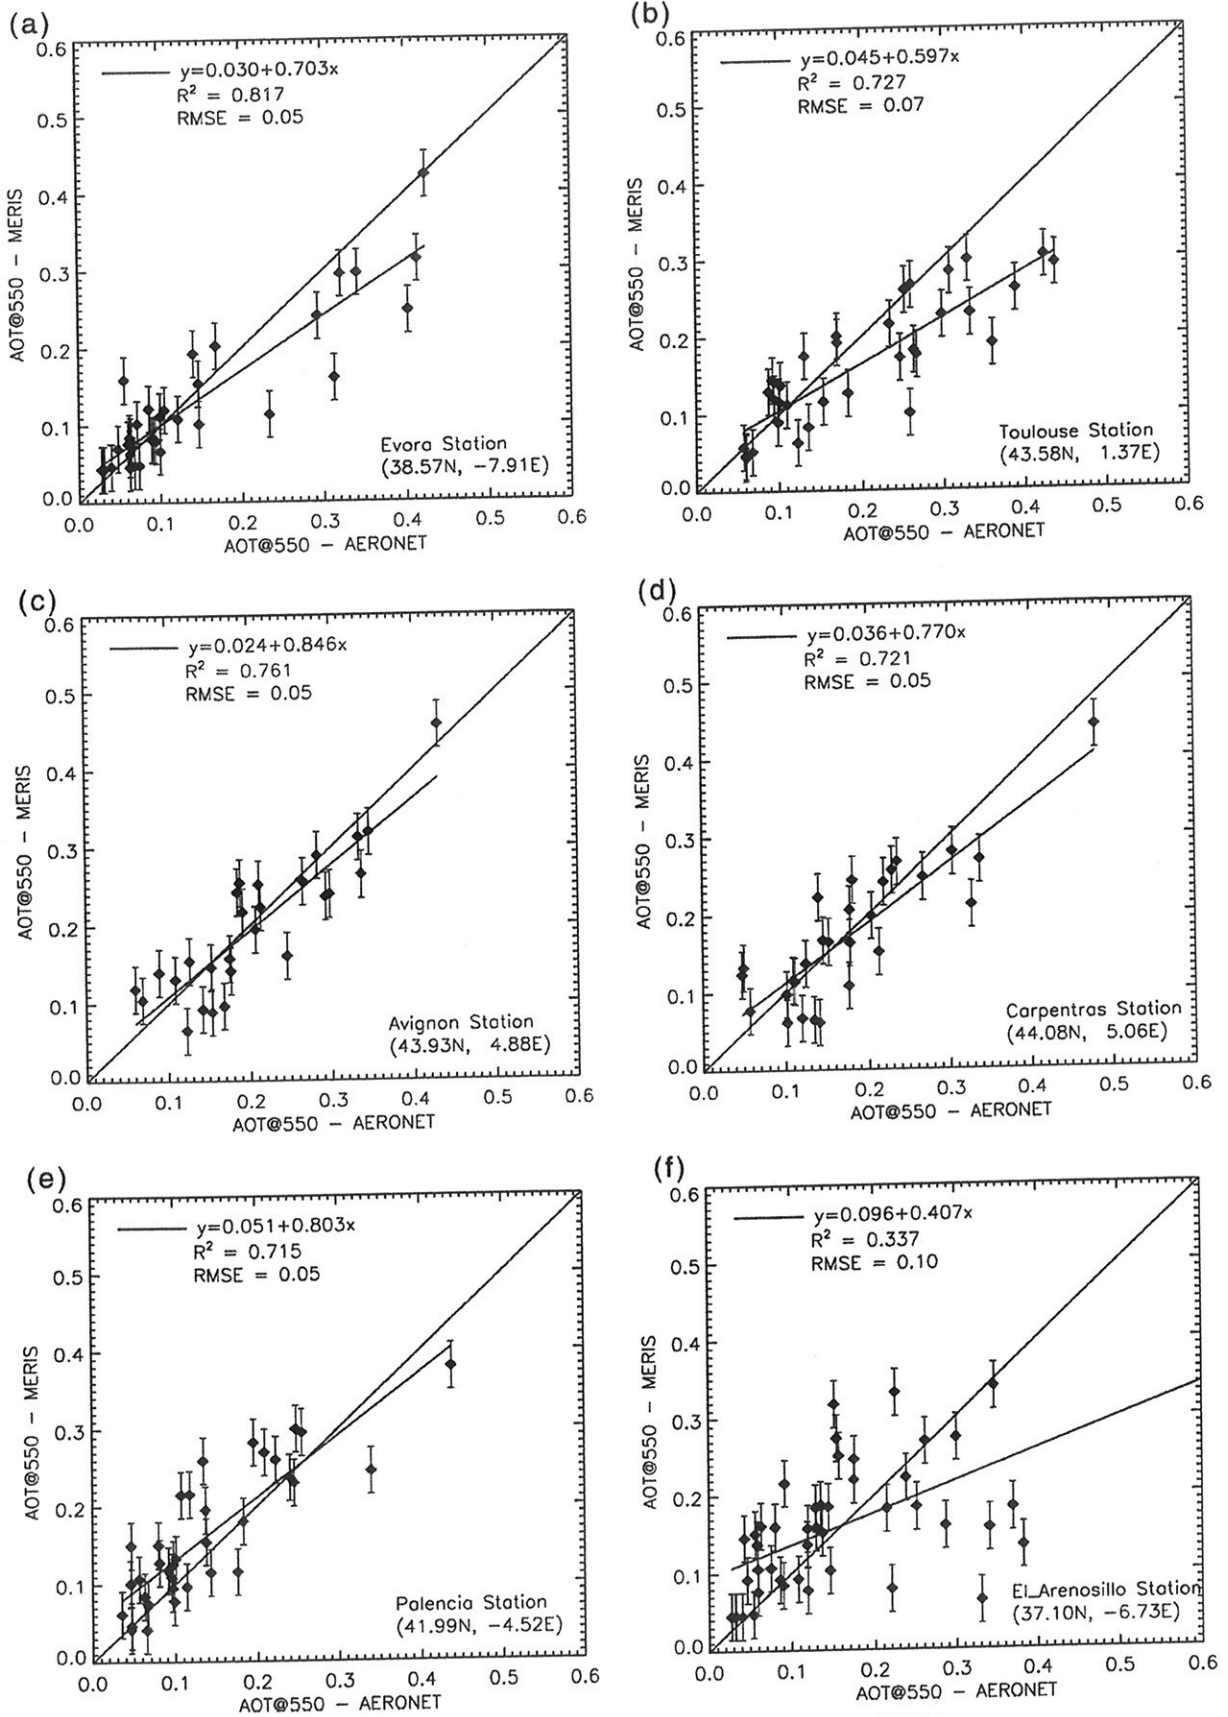 (a)
0.6
y=0.030+0.703x
R² = 0.817
RMSE = 0.05
0.5
0.4
0.3
0.2
0.1
0.0
AOT@550 – MERIS
Evora Station
(38.57N, −7.91E)
0.0 0.1 0.2 0.3 0.4 0.5 0.6
AOT@550 – AERONET
(b)
0.6
y=0.045+0.597x
R² = 0.727
RMSE = 0.07
0.5
0.4
0.3
0.2
0.1
0.0
AOT@550 – MERIS
Toulouse Station
(43.58N, 1.37E)
0.0 0.1 0.2 0.3 0.4 0.5 0.6
AOT@550 – AERONET
(c)
0.6
y=0.024+0.846x
R² = 0.761
RMSE = 0.05
0.5
0.4
0.3
0.2
0.1
0.0
AOT@550 – MERIS
Avignon Station
(43.93N, 4.88E)
0.0 0.1 0.2 0.3 0.4 0.5 0.6
AOT@550 – AERONET
(d)
0.6
y=0.036+0.770x
R² = 0.721
RMSE = 0.05
0.5
0.4
0.3
0.2
0.1
0.0
AOT@550 – MERIS
Carpentras Station
(44.08N, 5.06E)
0.0 0.1 0.2 0.3 0.4 0.5 0.6
AOT@550 – AERONET
(e)
0.6
y=0.051+0.803x
R² = 0.715
RMSE = 0.05
0.5
0.4
0.3
0.2
0.1
0.0
AOT@550 – MERIS
Palencia Station
(41.99N, −4.52E)
0.0 0.1 0.2 0.3 0.4 0.5 0.6
AOT@550 – AERONET
(f)
0.6
y=0.096+0.407x
R² = 0.337
RMSE = 0.10
0.5
0.4
0.3
0.2
0.1
0.0
AOT@550 – MERIS
El_Arenosillo Station
(37.10N, −6.73E)
0.0 0.1 0.2 0.3 0.4 0.5 0.6
AOT@550 – AERONET